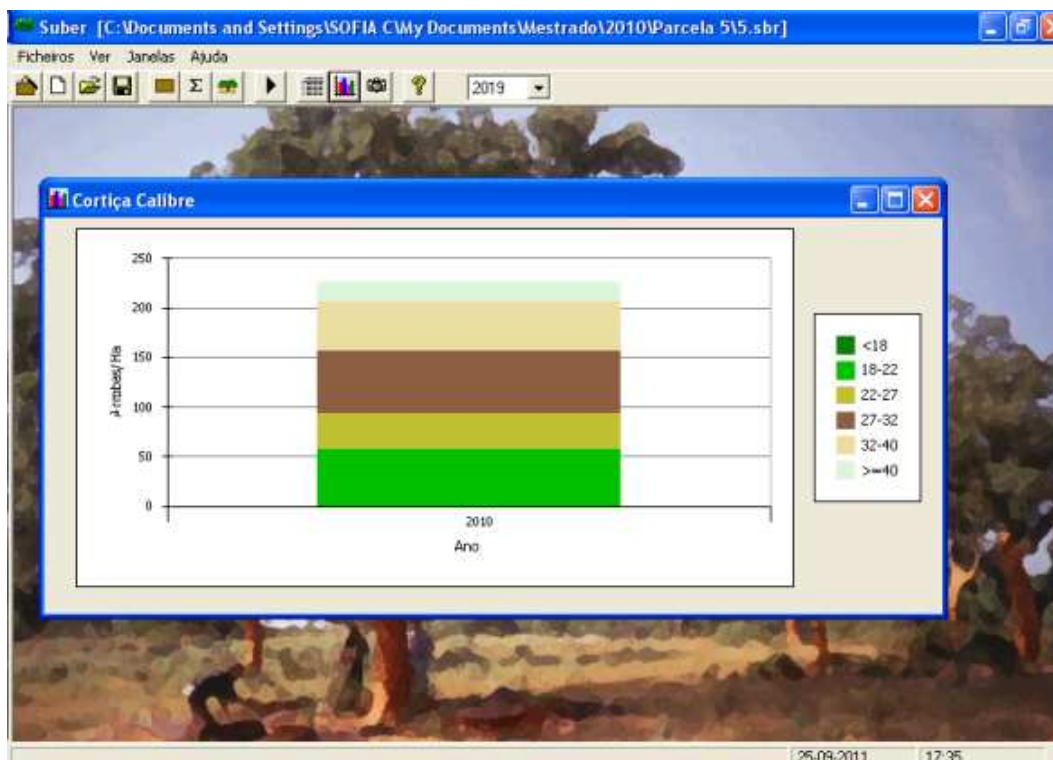 Suber [C:\Documents and Settings\SOFIA C\My Documents\Mestrado\2010\Parcela 5\5.sbr]
Ficheiros Ver Janelas Ajuda
Σ
?
2019
Cortiça Calibre
250
200
150
100
50
0
Arrobas/Ha
2010
Ano
<18
18-22
22-27
27-32
32-40
>=40
25-09-2011 17:35